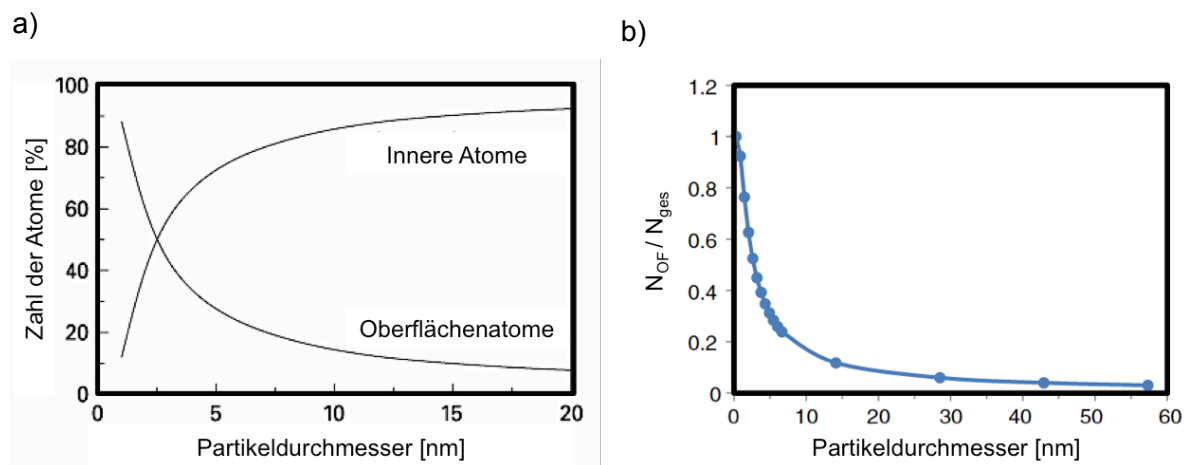 a)
Zahl der Atome [%]
100
80
60
40
20
0
Innere Atome
Oberflächenatome
0 5 10 15 20
Partikeldurchmesser [nm]
b)
N_OF / N_ges
1.2
1
0.8
0.6
0.4
0.2
0
0 10 20 30 40 50 60
Partikeldurchmesser [nm]